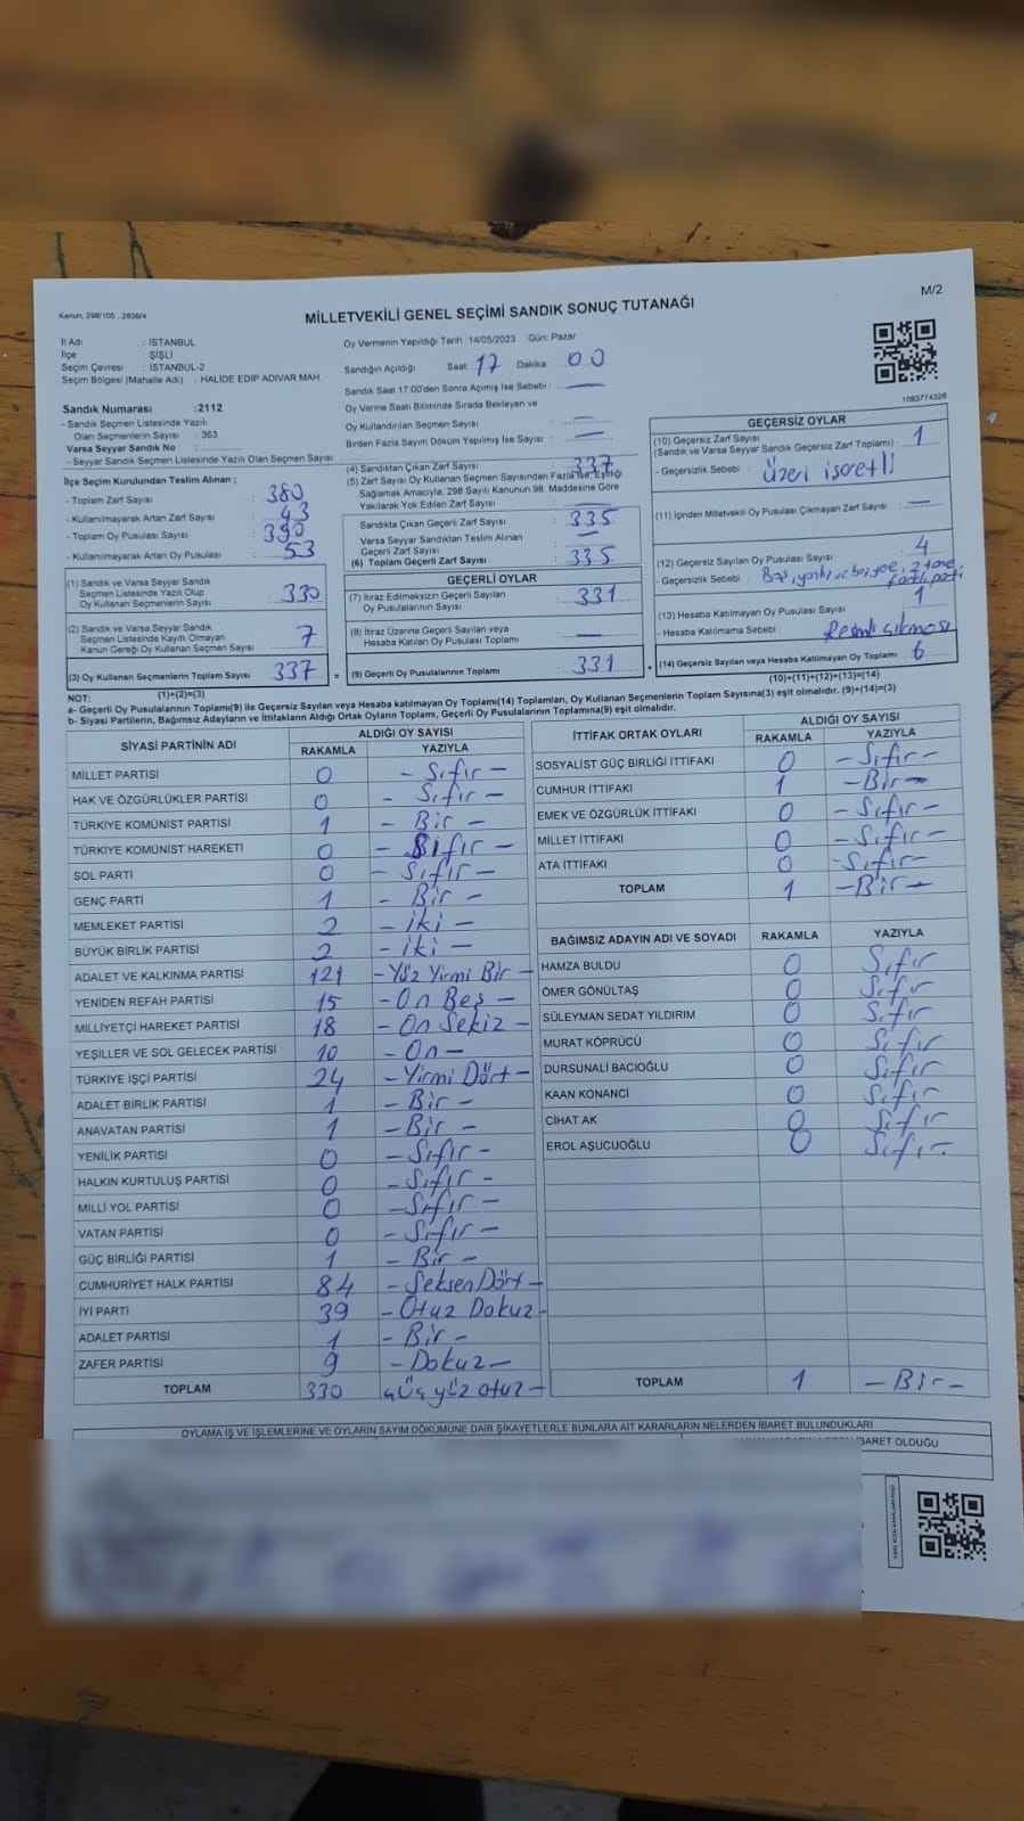 Kanun: 298/105 , 2839/4
MİLLETVEKİLİ GENEL SEÇİMİ SANDIK SONUÇ TUTANAĞI
M/2
İl Adı : İSTANBUL
İlçe : ŞİŞLİ
Seçim Çevresi : İSTANBUL-2
Seçim Bölgesi (Mahalle Adı) : HALİDE EDİP ADIVAR MAH
Oy Vermenin Yapıldığı Tarih 14/05/2023 Gün: Pazar
Sandığın Açıldığı Saat 17 Dakika 00
Sandık Saat 17:00'den Sonra Açılmış İse Sebebi : —
Oy Verme Saati Bitiminde Sırada Bekleyen ve
Oy Kullandırılan Seçmen Sayısı : —
Birden Fazla Sayım Döküm Yapılmış İse Sayısı : —
Sandık Numarası :2112
- Sandık Seçmen Listesinde Yazılı
Olan Seçmenlerin Sayısı : 363
Varsa Seyyar Sandık No :
- Seyyar Sandık Seçmen Listesinde Yazılı Olan Seçmen Sayısı
İlçe Seçim Kurulundan Teslim Alınan :
- Toplam Zarf Sayısı : 380
- Kullanılmayarak Artan Zarf Sayısı : 43
- Toplam Oy Pusulası Sayısı : 390
- Kullanılmayarak Artan Oy Pusulası : 53
(1) Sandık ve Varsa Seyyar Sandık
Seçmen Listesinde Yazılı Olup
Oy Kullanan Seçmenlerin Sayısı 330
(2) Sandık ve Varsa Seyyar Sandık
Seçmen Listesinde Kayıtlı Olmayan
Kanun Gereği Oy Kullanan Seçmen Sayısı 7
(3) Oy Kullanan Seçmenlerin Toplam Sayısı 337
(1)+(2)=(3)
(4) Sandıktan Çıkan Zarf Sayısı : 337
(5) Zarf Sayısı Oy Kullanan Seçmen Sayısından Fazla ise, Eşitliği
Sağlamak Amacıyla, 298 Sayılı Kanunun 98. Maddesine Göre
Yakılarak Yok Edilen Zarf Sayısı :
Sandıkta Çıkan Geçerli Zarf Sayısı : 335
Varsa Seyyar Sandıktan Teslim Alınan
Geçerli Zarf Sayısı : —
(6) Toplam Geçerli Zarf Sayısı : 335
GEÇERLİ OYLAR
(7) İtiraz Edilmeksizin Geçerli Sayılan
Oy Pusulalarının Sayısı : 331
(8) İtiraz Üzerine Geçerli Sayılan veya
Hesaba Katılan Oy Pusulası Toplamı : —
(9) Geçerli Oy Pusulalarının Toplamı 331
1093774326
GEÇERSİZ OYLAR
(10) Geçersiz Zarf Sayısı
(Sandık ve Varsa Seyyar Sandık Geçersiz Zarf Toplamı) : 1
- Geçersizlik Sebebi : Üzeri işaretli
(11) İçinden Milletvekili Oy Pusulası Çıkmayan Zarf Sayısı : —
(12) Geçersiz Sayılan Oy Pusulası Sayısı : 4
- Geçersizlik Sebebi : 2 tane
farklı parti
(13) Hesaba Katılmayan Oy Pusulası Sayısı : 1
- Hesaba Katılmama Sebebi : Resmi çıkması
(14) Geçersiz Sayılan veya Hesaba Katılmayan Oy Toplamı 6
(10)+(11)+(12)+(13)=(14)
NOT:
a- Geçerli Oy Pusulalarının Toplamı(9) ile Geçersiz Sayılan veya Hesaba katılmayan Oy Toplamı(14) Toplamları, Oy Kullanan Seçmenlerin Toplam Sayısına(3) eşit olmalıdır. (9)+(14)=(3)
b- Siyasi Partilerin, Bağımsız Adayların ve İttifakların Aldığı Ortak Oyların Toplamı, Geçerli Oy Pusulalarının Toplamına(9) eşit olmalıdır.
SİYASİ PARTİNİN ADI ALDIĞI OY SAYISI
RAKAMLA YAZIYLA
MİLLET PARTİSİ 0 - Sıfır -
HAK VE ÖZGÜRLÜKLER PARTİSİ 0 - Sıfır -
TÜRKİYE KOMÜNİST PARTİSİ 1 - Bir -
TÜRKİYE KOMÜNİST HAREKETİ 0 - Sıfır -
SOL PARTİ 0 - Sıfır -
GENÇ PARTİ 1 - Bir -
MEMLEKET PARTİSİ 2 - iki -
BÜYÜK BİRLİK PARTİSİ 2 - iki -
ADALET VE KALKINMA PARTİSİ 121 - Yüz Yirmi Bir -
YENİDEN REFAH PARTİSİ 15 - On Beş -
MİLLİYETÇİ HAREKET PARTİSİ 18 - On Sekiz -
YEŞİLLER VE SOL GELECEK PARTİSİ 10 - On -
TÜRKİYE İŞÇİ PARTİSİ 24 - Yirmi Dört -
ADALET BİRLİK PARTİSİ 1 - Bir -
ANAVATAN PARTİSİ 1 - Bir -
YENİLİK PARTİSİ 0 - Sıfır -
HALKIN KURTULUŞ PARTİSİ 0 - Sıfır -
MİLLİ YOL PARTİSİ 0 - Sıfır -
VATAN PARTİSİ 0 - Sıfır -
GÜÇ BİRLİĞİ PARTİSİ 1 - Bir -
CUMHURİYET HALK PARTİSİ 84 - Seksen Dört -
İYİ PARTİ 39 - Otuz Dokuz -
ADALET PARTİSİ 1 - Bir -
ZAFER PARTİSİ 9 - Dokuz -
TOPLAM 330 Üçyüz otuz -
İTTİFAK ORTAK OYLARI ALDIĞI OY SAYISI
RAKAMLA YAZIYLA
SOSYALİST GÜÇ BİRLİĞİ İTTİFAKI 0 - Sıfır -
CUMHUR İTTİFAKI 1 - Bir -
EMEK VE ÖZGÜRLÜK İTTİFAKI 0 - Sıfır -
MİLLET İTTİFAKI 0 - Sıfır -
ATA İTTİFAKI 0 - Sıfır -
TOPLAM 1 - Bir -
BAĞIMSIZ ADAYIN ADI VE SOYADI RAKAMLA YAZIYLA
HAMZA BULDU 0 Sıfır
ÖMER GÖNÜLTAŞ 0 Sıfır
SÜLEYMAN SEDAT YILDIRIM 0 Sıfır
MURAT KÖPRÜCÜ 0 Sıfır
DURSUNALİ BACIOĞLU 0 Sıfır
KAAN KONANCİ 0 Sıfır
CİHAT AK 0 Sıfır
EROL AŞUCUOĞLU 0 Sıfır
TOPLAM 1 - Bir -
OYLAMA İŞ VE İŞLEMLERİNE VE OYLARIN SAYIM DÖKÜMÜNE DAİR ŞİKAYETLERLE BUNLARA AİT KARARLARIN NELERDEN İBARET BULUNDUKLARI
İBARET OLDUĞU